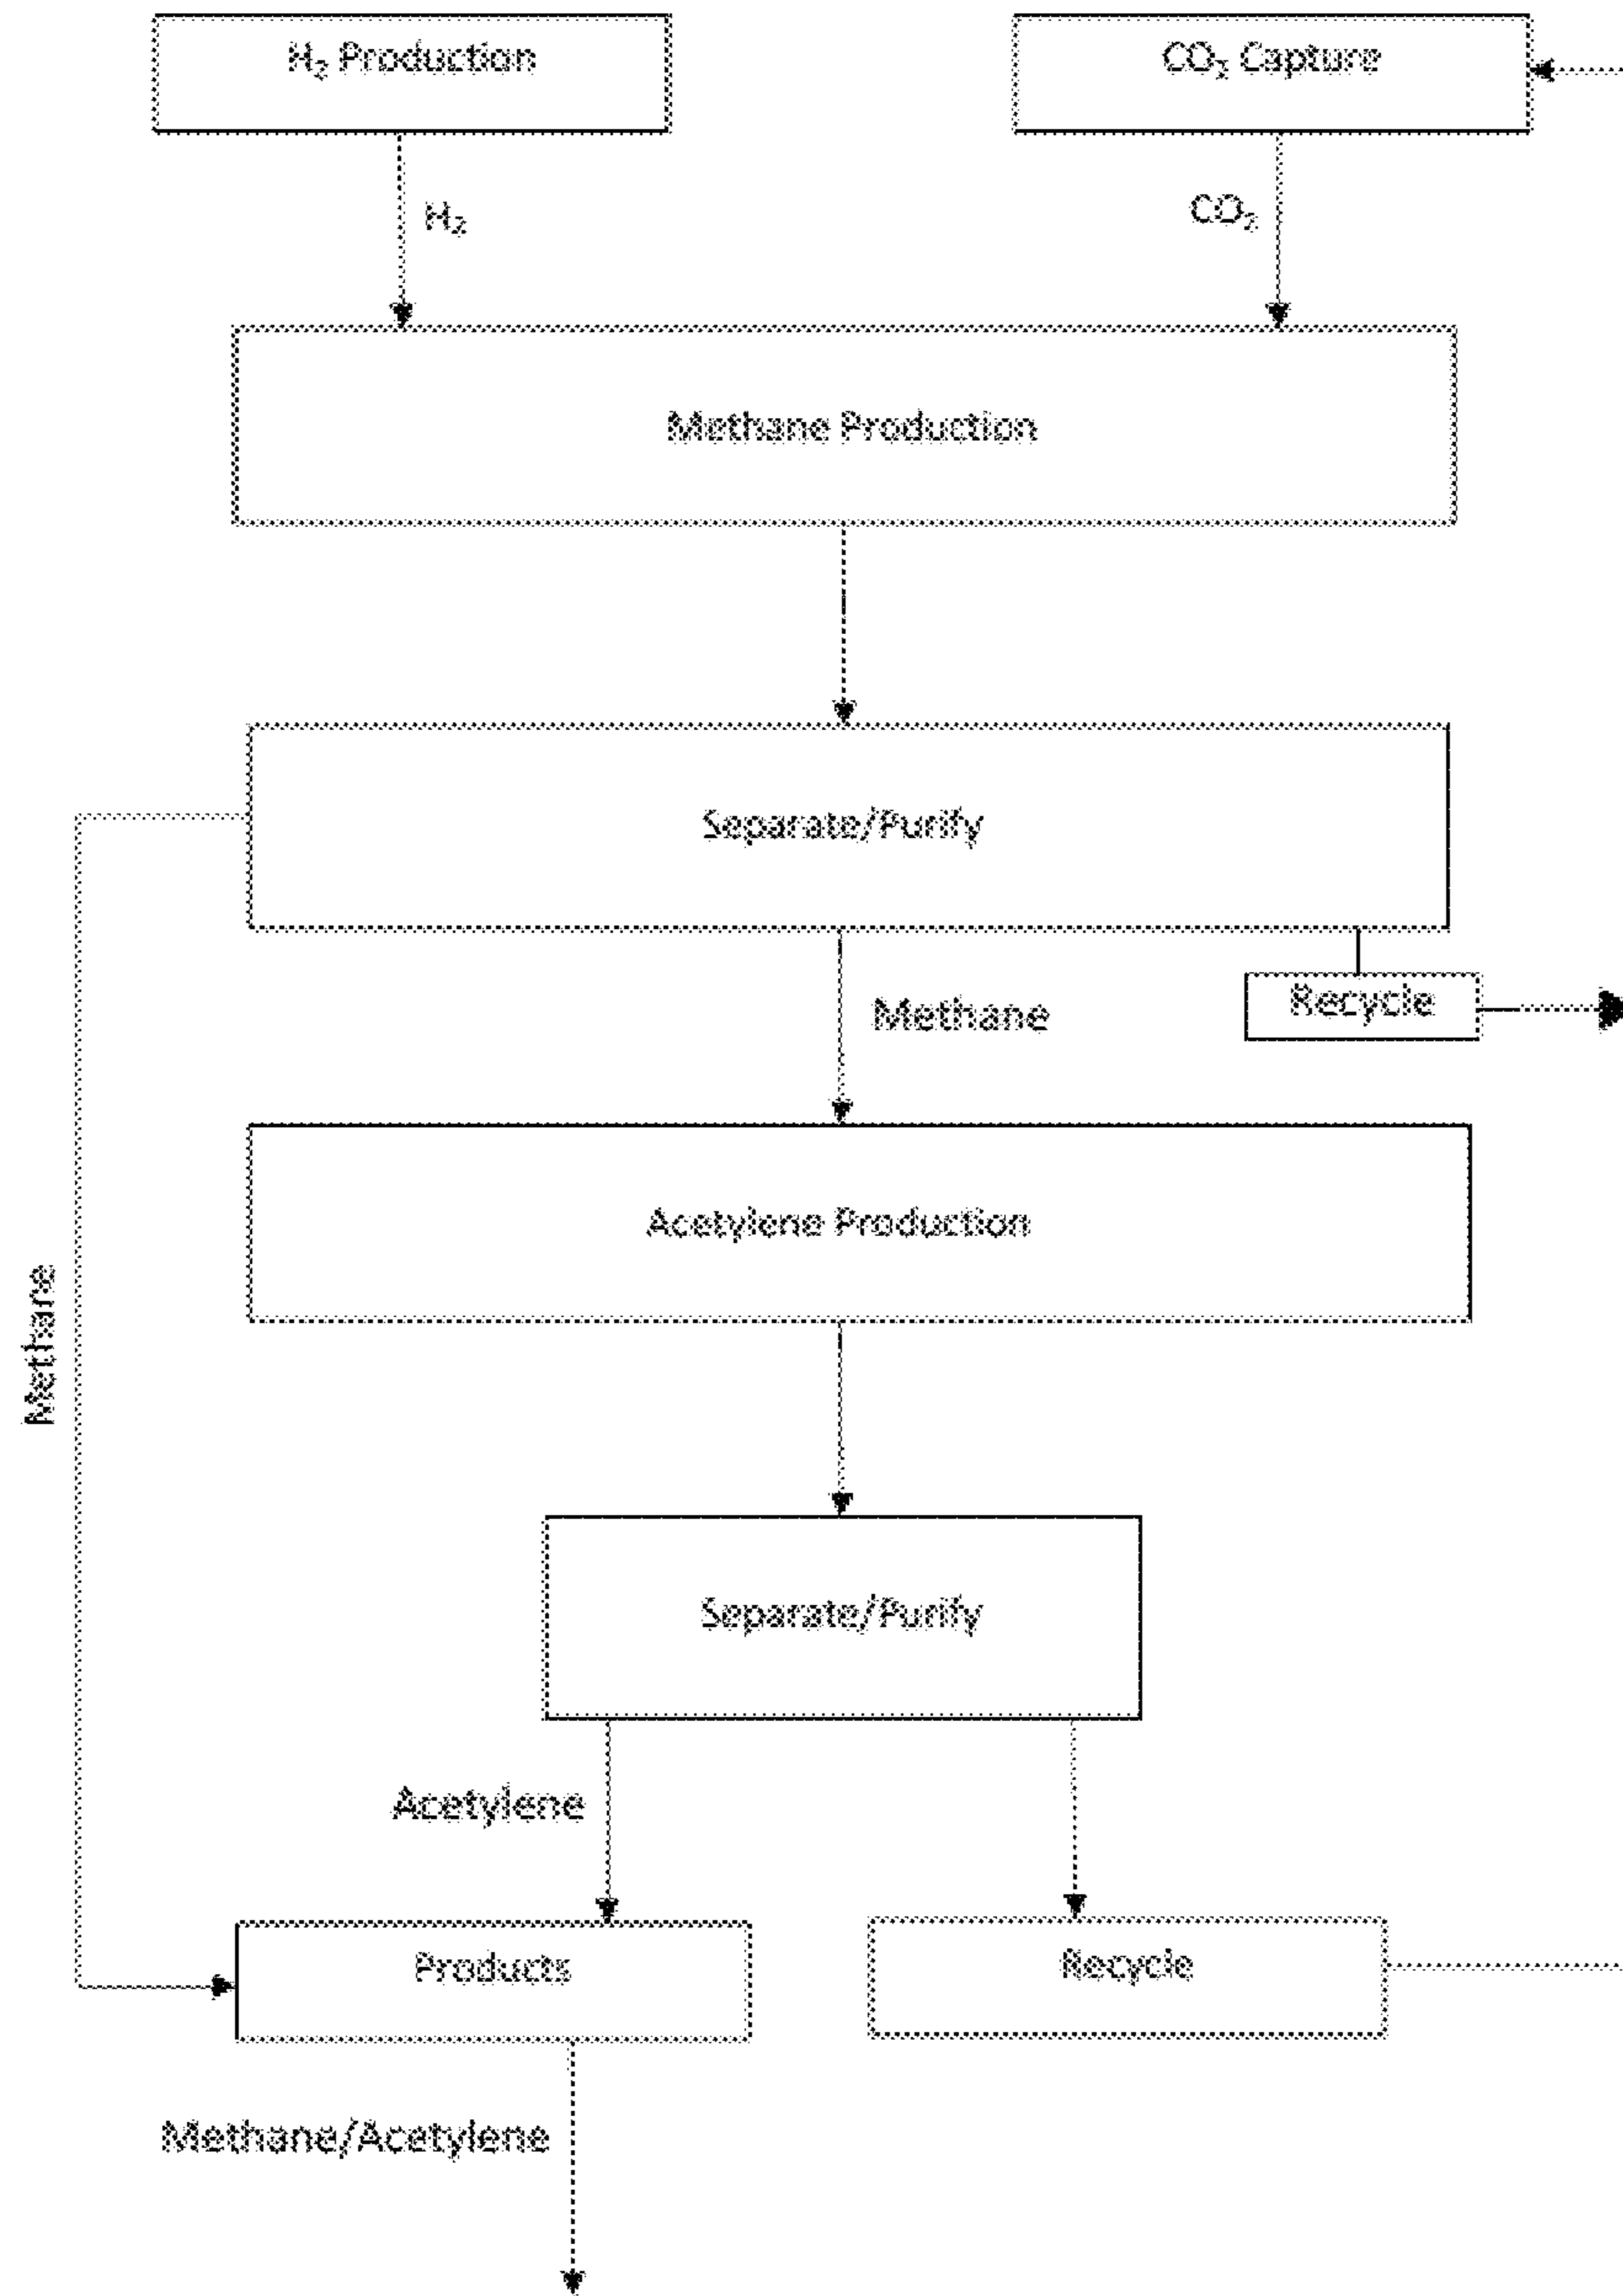 H₂ Production
CO₂ Capture
H₂
CO₂
Methane Production
Separate/Purify
Methane
Recycle
Acetylene Production
Methane
Separate/Purify
Acetylene
Products
Recycle
Methane/Acetylene